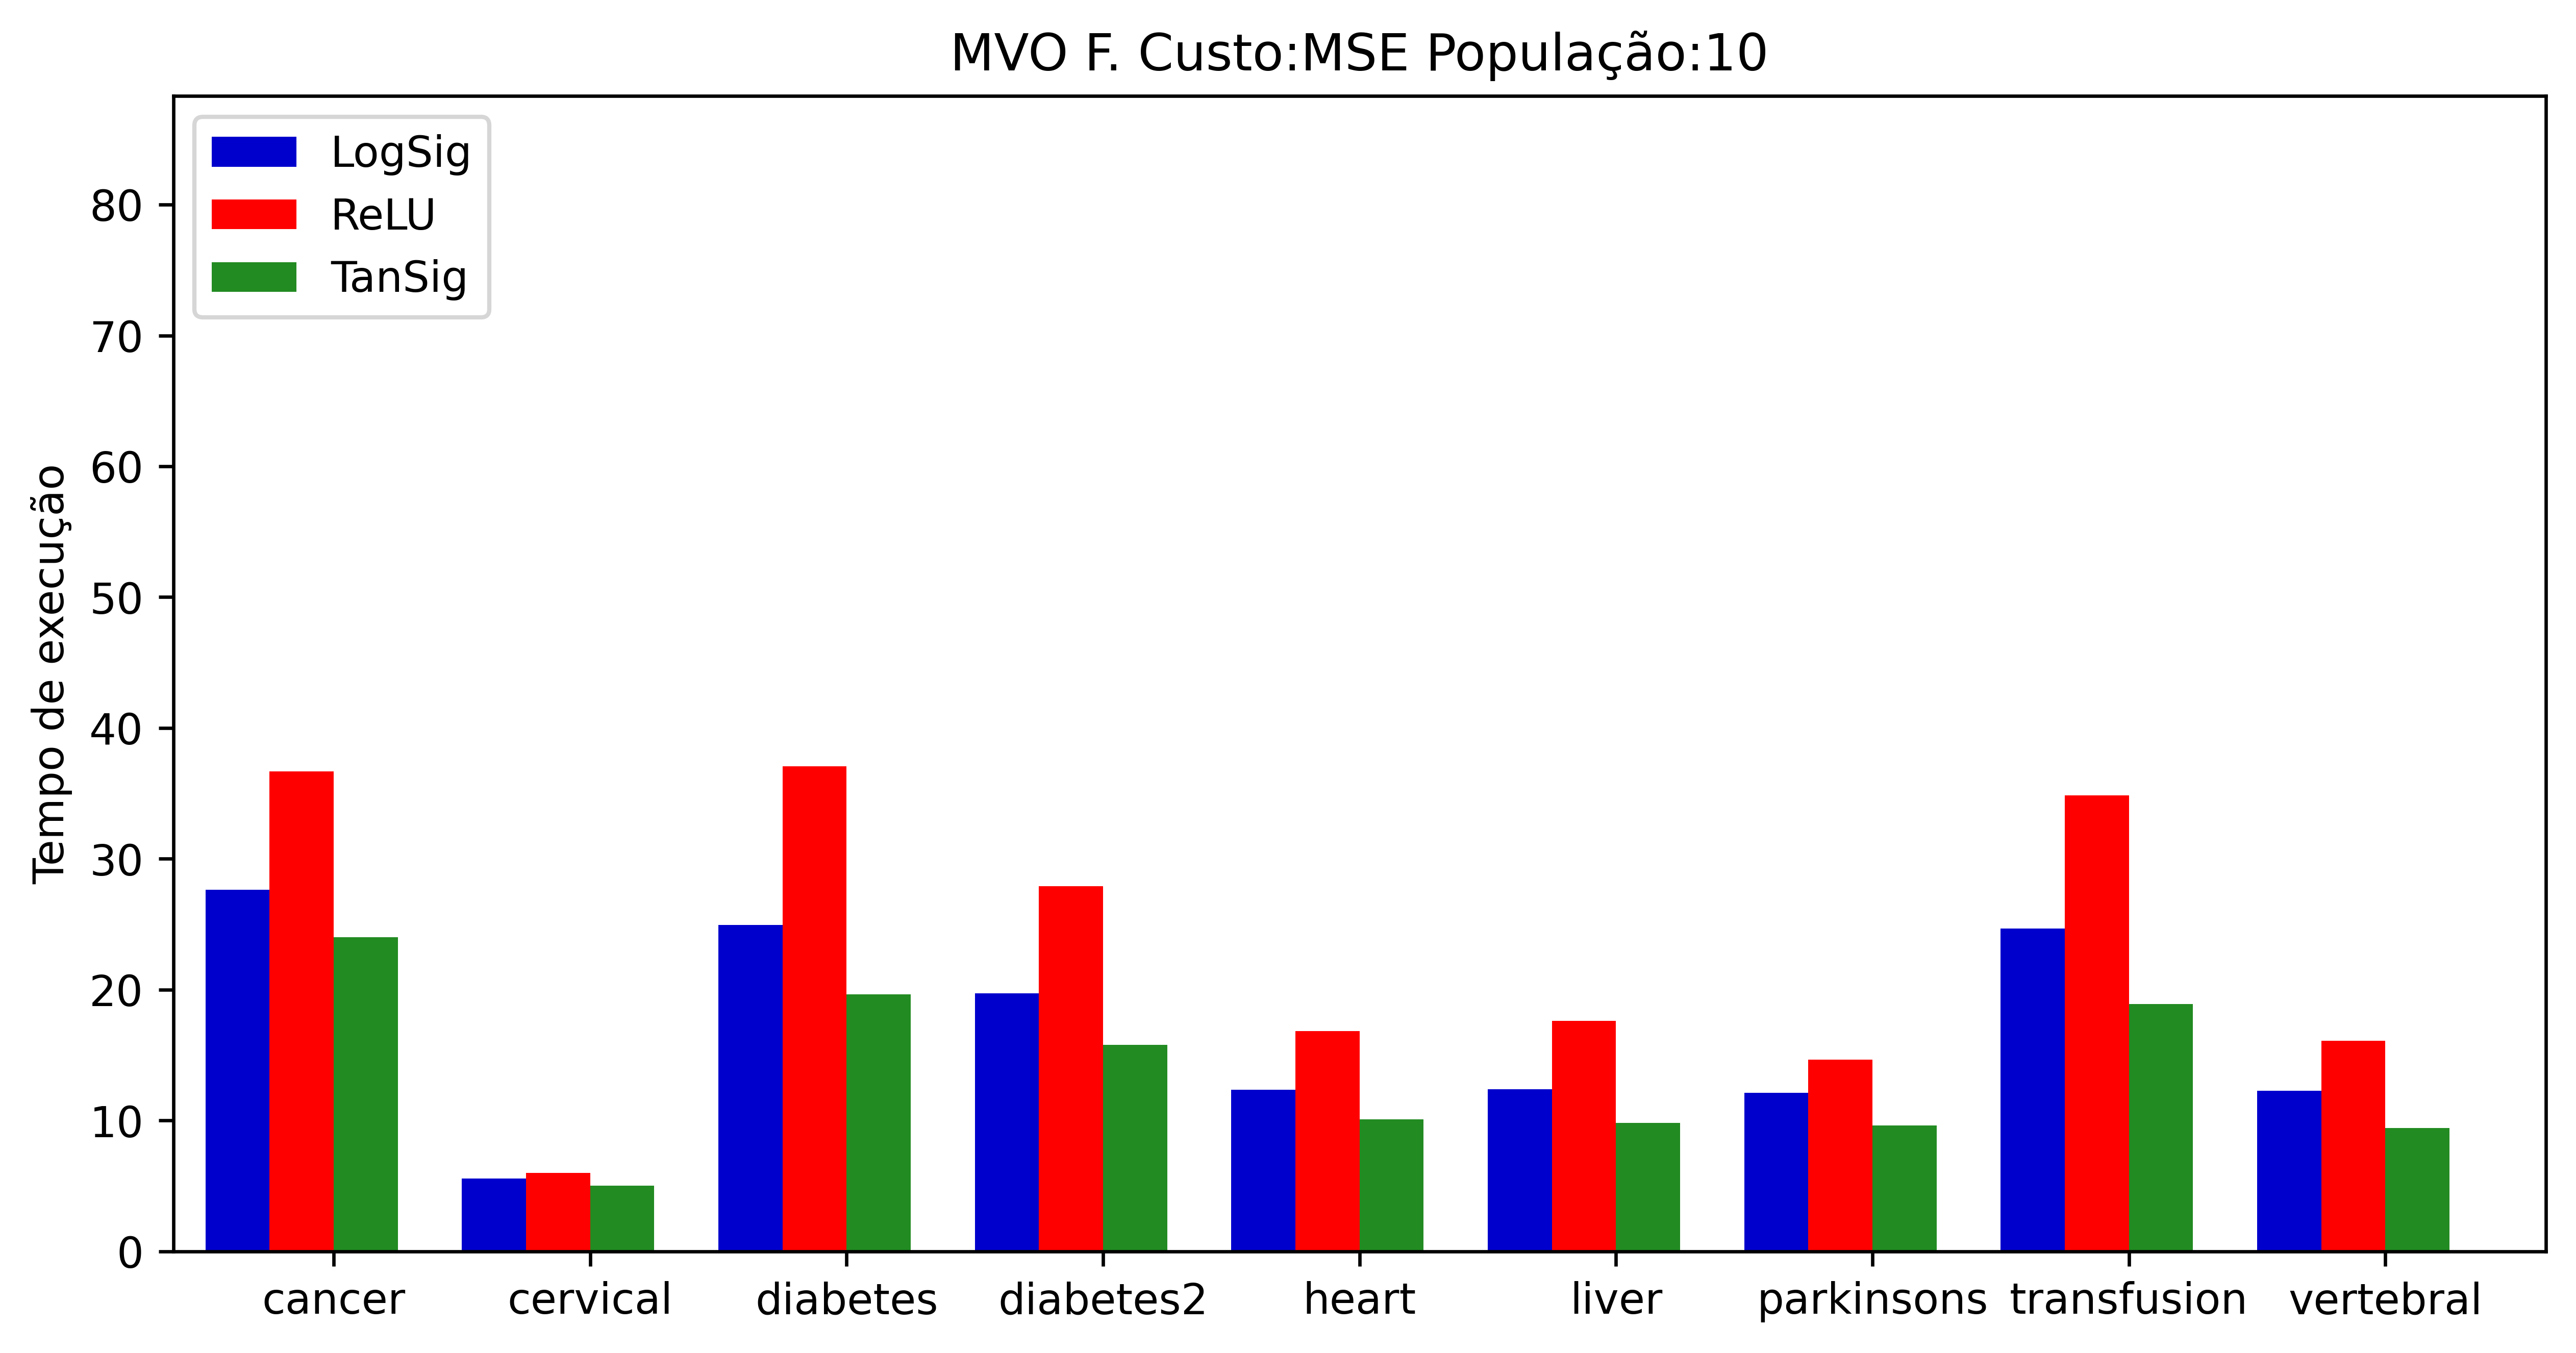 MVO F. Custo:MSE População:10
LogSig
ReLU
TanSig
Tempo de execução
80
70
60
50
40
30
20
10
0
cancer cervical diabetes diabetes2 heart liver parkinsons transfusion vertebral